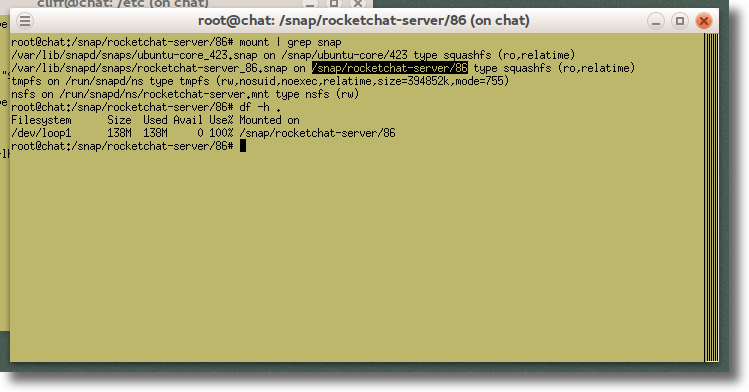 cliff@chat: /etc (on chat)
root@chat: /snap/rocketchat-server/86 (on chat)
root@chat:/snap/rocketchat-server/86# mount | grep snap
/var/lib/snapd/snaps/ubuntu-core_423.snap on /snap/ubuntu-core/423 type squashfs (ro,relatime)
/var/lib/snapd/snaps/rocketchat-server_86.snap on /snap/rocketchat-server/86 type squashfs (ro,relatime)
tmpfs on /run/snapd/ns type tmpfs (rw,nosuid,noexec,relatime,size=394852k,mode=755)
nsfs on /run/snapd/ns/rocketchat-server.mnt type nsfs (rw)
root@chat:/snap/rocketchat-server/86# df -h .
Filesystem      Size  Used Avail Use% Mounted on
/dev/loop1      138M  138M     0 100% /snap/rocketchat-server/86
root@chat:/snap/rocketchat-server/86#